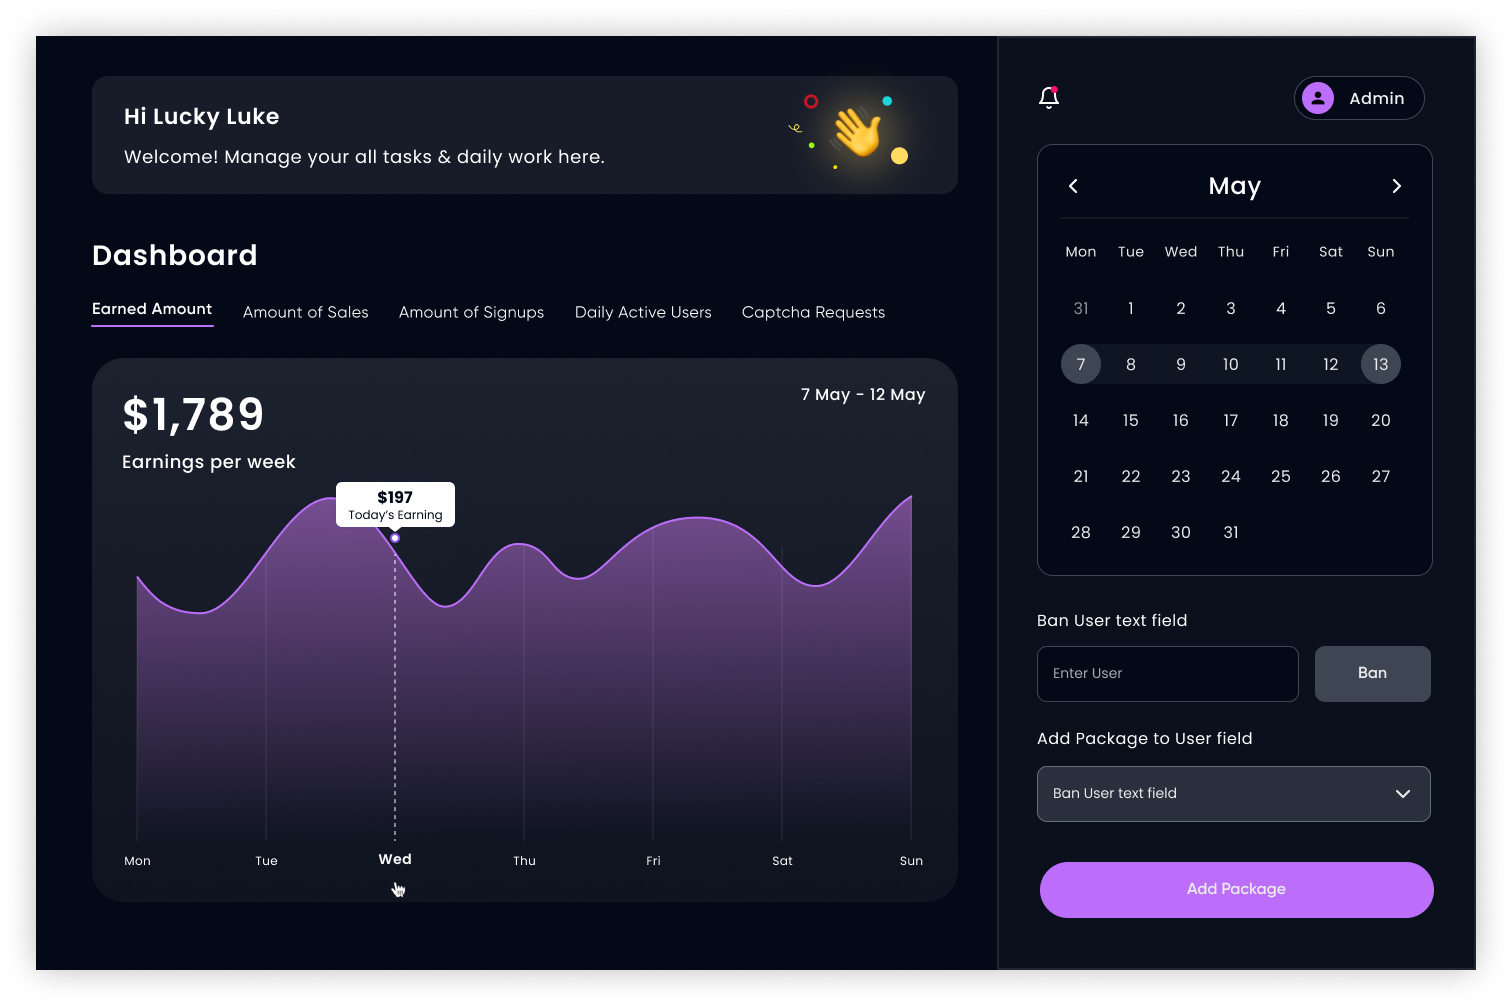 Hi Lucky Luke
Welcome! Manage your all tasks & daily work here.
Dashboard
Earned Amount Amount of Sales Amount of Signups Daily Active Users Captcha Requests
$1,789
7 May - 12 May
Earnings per week
$197
Today's Earning
Mon Tue Wed Thu Fri Sat Sun
Admin
May
Mon Tue Wed Thu Fri Sat Sun
31 1 2 3 4 5 6
7 8 9 10 11 12 13
14 15 16 17 18 19 20
21 22 23 24 25 26 27
28 29 30 31
Ban User text field
Enter User Ban
Add Package to User field
Ban User text field
Add Package